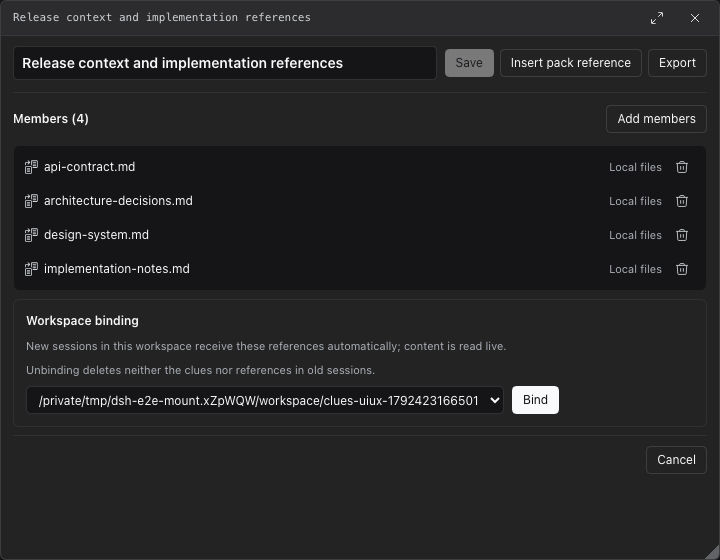 Release context and implementation references
Release context and implementation references
Save
Insert pack reference
Export
Members (4)
Add members
api-contract.md
Local files
architecture-decisions.md
Local files
design-system.md
Local files
implementation-notes.md
Local files
Workspace binding
New sessions in this workspace receive these references automatically; content is read live.
Unbinding deletes neither the clues nor references in old sessions.
/private/tmp/dsh-e2e-mount.xZpWQW/workspace/clues-uiux-1792423166501
Bind
Cancel